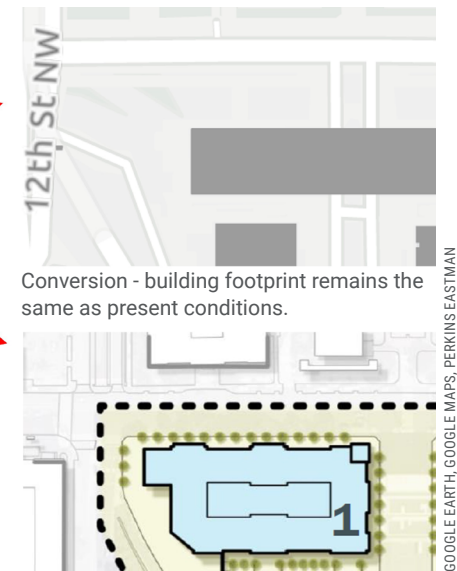 12th St NW
Conversion - building footprint remains the
same as present conditions.
1
GOOGLE EARTH, GOOGLE MAPS, PERKINS EASTMAN